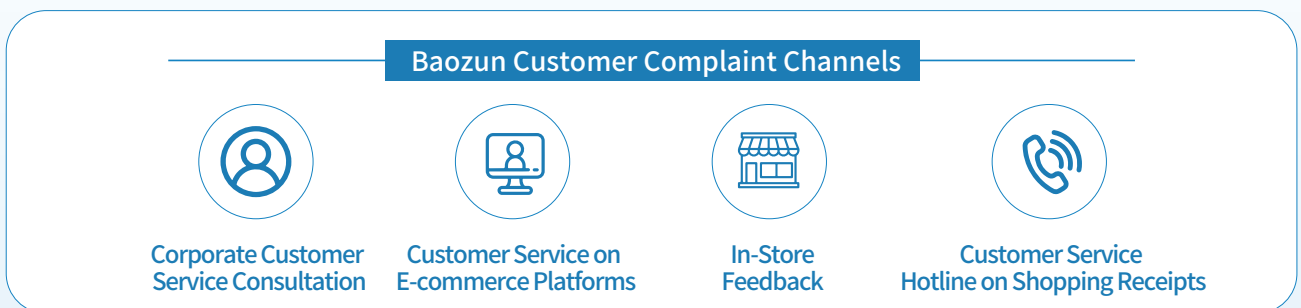 Baozun Customer Complaint Channels
Corporate Customer
Service Consultation
Customer Service on
E-commerce Platforms
In-Store
Feedback
Customer Service
Hotline on Shopping Receipts